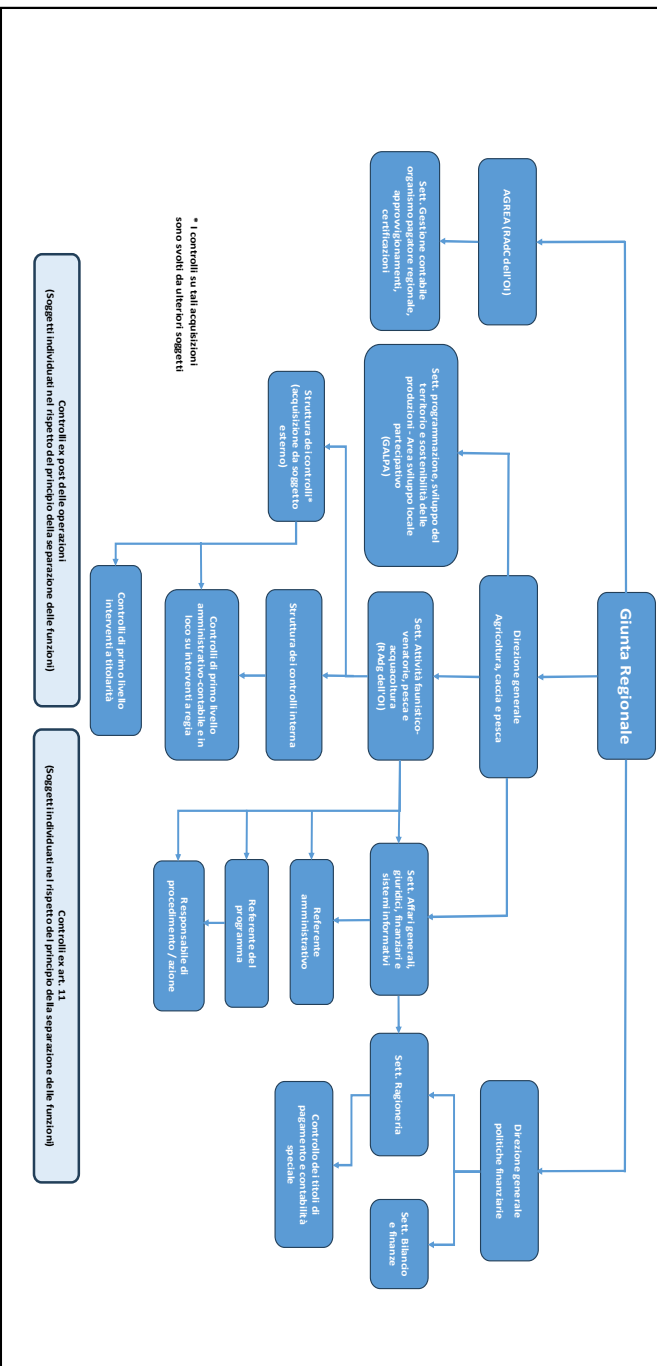 Giunta Regionale
AGREA (RAdC dell'OI)
Direzione generale
Agricoltura, caccia e pesca
Direzione generale
politiche finanziarie
Sett. Gestione contabile
organismo pagatore regionale,
approvvigionamenti,
certificazioni
Sett. programmazione, sviluppo del
territorio e sostenibilità delle
produzioni - Area sviluppo locale
partecipativo
(GALPA)
Sett. Attività faunistico-
venatorie, pesca e
acquacoltura
(RAdg dell'OI)
Sett. Affari generali,
giuridici, finanziari e
sistemi informativi
Sett. Ragioneria
Sett. Bilancio
e finanze
Struttura dei controlli*
(acquisizione da soggetto
esterno)
Struttura dei controlli interna
Referente
amministrativo
Controllo dei titoli di
pagamento e contabilità
speciale
Controlli di primo livello
amministrativo-contabile e in
loco su interventi a regia
Referente del
programma
Controlli di primo livello
interventi a titolarità
Responsabile di
procedimento / azione
* I controlli su tali acquisizioni
sono svolti da ulteriori soggetti
Controlli ex post delle operazioni
(Soggetti individuati nel rispetto del principio della separazione delle funzioni)
Controlli ex art. 11
(Soggetti individuati nel rispetto del principio della separazione delle funzioni)